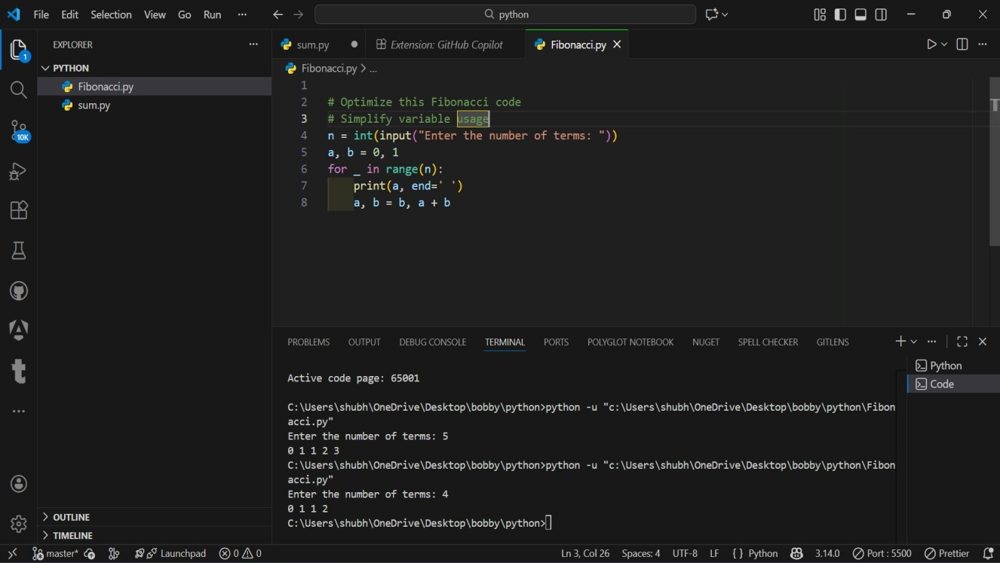 File Edit Selection View Go Run ··· python
EXPLORER ···
1
PYTHON
Fibonacci.py
sum.py
10K
OUTLINE
TIMELINE
sum.py Extension: GitHub Copilot Fibonacci.py
Fibonacci.py > ...
1
2 # Optimize this Fibonacci code
3 # Simplify variable usage
4 n = int(input("Enter the number of terms: "))
5 a, b = 0, 1
6 for _ in range(n):
7 print(a, end=' ')
8 a, b = b, a + b
PROBLEMS OUTPUT DEBUG CONSOLE TERMINAL PORTS POLYGLOT NOTEBOOK NUGET SPELL CHECKER GITLENS
Active code page: 65001
C:\Users\shubh\OneDrive\Desktop\bobby\python>python -u "c:\Users\shubh\OneDrive\Desktop\bobby\python\Fibon
acci.py"
Enter the number of terms: 5
0 1 1 2 3
C:\Users\shubh\OneDrive\Desktop\bobby\python>python -u "c:\Users\shubh\OneDrive\Desktop\bobby\python\Fibon
acci.py"
Enter the number of terms: 4
0 1 1 2
C:\Users\shubh\OneDrive\Desktop\bobby\python>
Python
Code
master* Launchpad 0 0 Ln 3, Col 26 Spaces: 4 UTF-8 LF { } Python 3.14.0 Port : 5500 Prettier